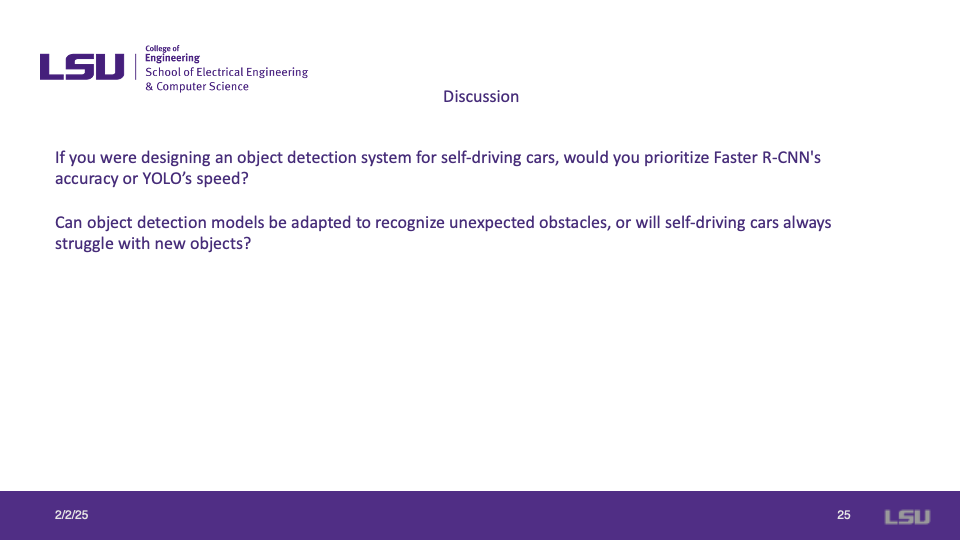 LSU
College of
Engineering
School of Electrical Engineering
& Computer Science
Discussion
If you were designing an object detection system for self-driving cars, would you prioritize Faster R-CNN's
accuracy or YOLO’s speed?
Can object detection models be adapted to recognize unexpected obstacles, or will self-driving cars always
struggle with new objects?
2/2/25
25
LSU